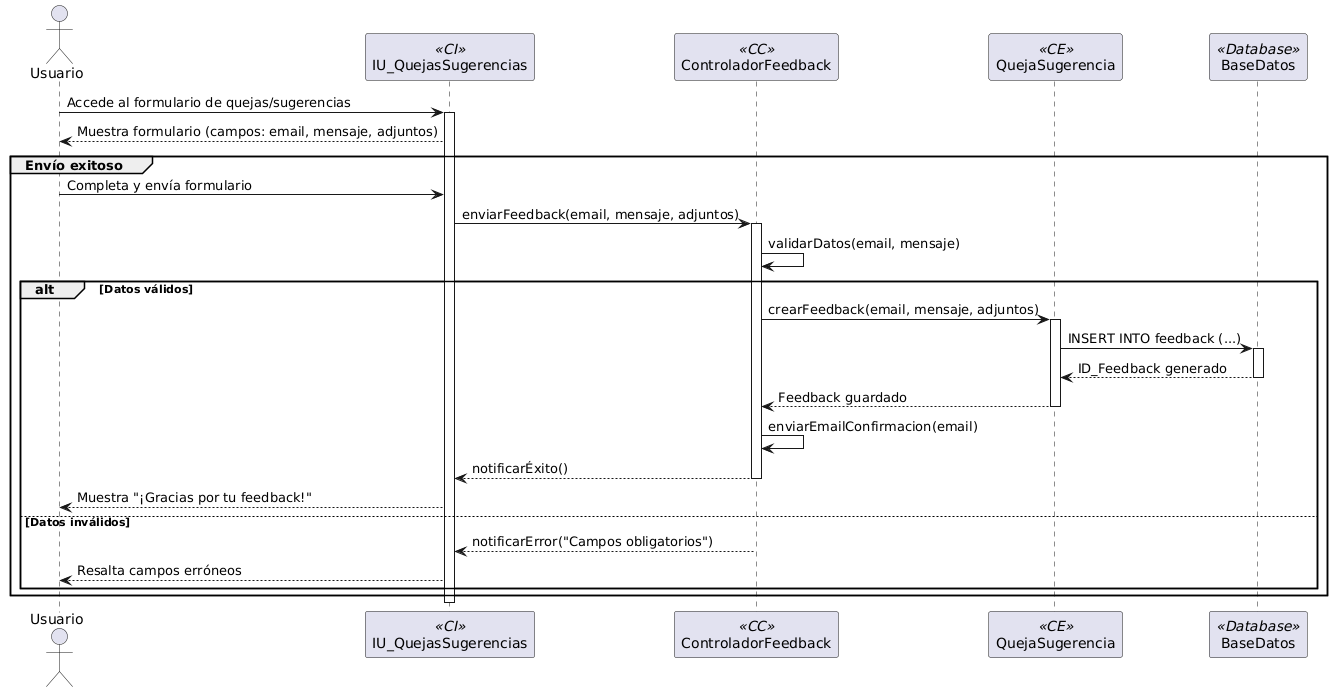 Usuario
«CI»
IU_QuejasSugerencias
«CC»
ControladorFeedback
«CE»
QuejaSugerencia
«Database»
BaseDatos
Accede al formulario de quejas/sugerencias
Muestra formulario (campos: email, mensaje, adjuntos)
Envío exitoso
Completa y envía formulario
enviarFeedback(email, mensaje, adjuntos)
validarDatos(email, mensaje)
alt [Datos válidos]
crearFeedback(email, mensaje, adjuntos)
INSERT INTO feedback (...)
ID_Feedback generado
Feedback guardado
enviarEmailConfirmacion(email)
notificarÉxito()
Muestra "¡Gracias por tu feedback!"
[Datos inválidos]
notificarError("Campos obligatorios")
Resalta campos erróneos
Usuario
«CI»
IU_QuejasSugerencias
«CC»
ControladorFeedback
«CE»
QuejaSugerencia
«Database»
BaseDatos